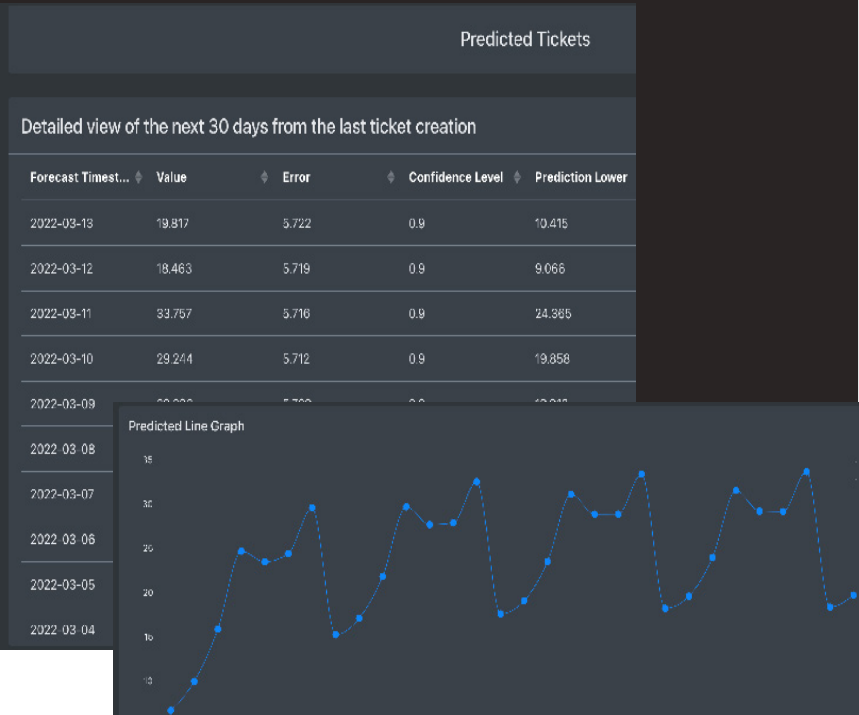 Predicted Tickets
Detailed view of the next 30 days from the last ticket creation
Forecast Timest... Value Error Confidence Level Prediction Lower
2022-03-13 19.817 5.722 0.9 10.415
2022-03-12 18.463 5.719 0.9 9.066
2022-03-11 33.757 5.716 0.9 24.365
2022-03-10 29.244 5.712 0.9 19.858
2022-03-09
2022-03-08
2022-03-07
2022-03-06
2022-03-05
2022-03-04
Predicted Line Graph
35
30
25
20
15
10